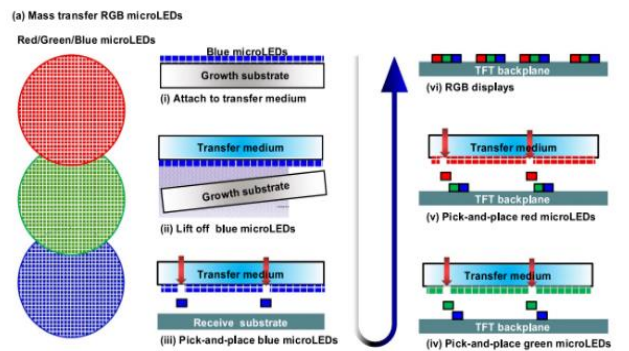 (a) Mass transfer RGB microLEDs
Red/Green/Blue microLEDs
Blue microLEDs
Growth substrate
(i) Attach to transfer medium
Transfer medium
Growth substrate
(ii) Lift off blue microLEDs
Transfer medium
Receive substrate
(iii) Pick-and-place blue microLEDs
TFT backplane
(vi) RGB displays
Transfer medium
TFT backplane
(v) Pick-and-place red microLEDs
Transfer medium
TFT backplane
(iv) Pick-and-place green microLEDs